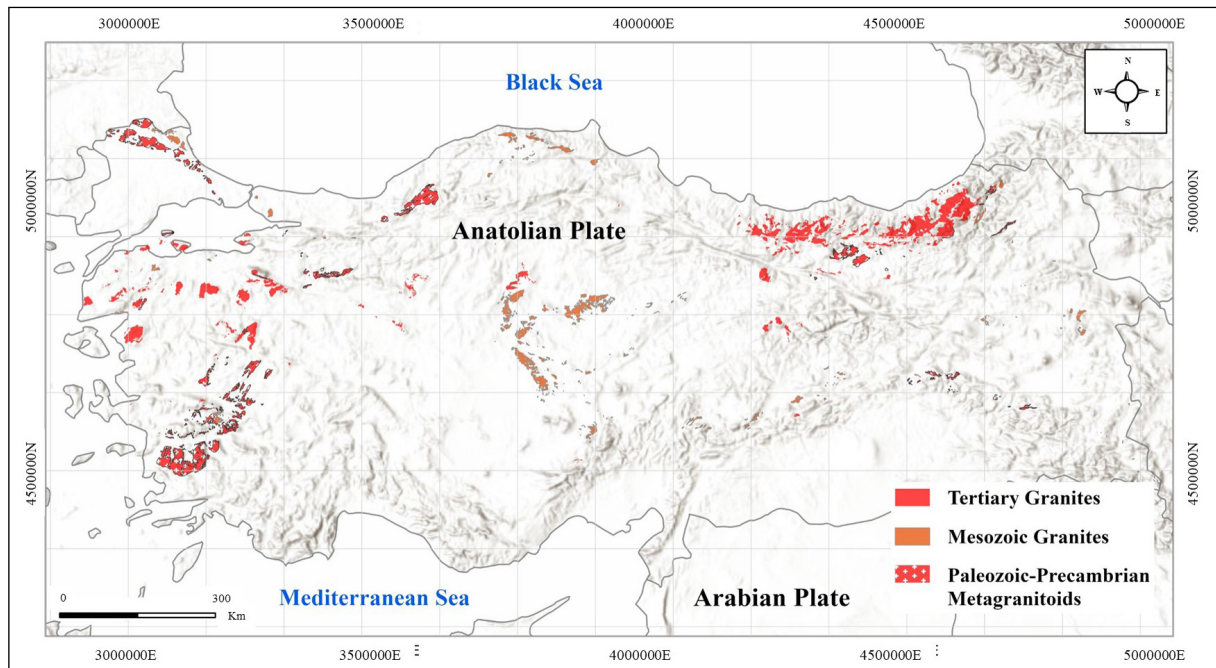 3000000E 3500000E 4000000E 4500000E 5000000E
Black Sea
N
W E
S
5000000N
5000000N
Anatolian Plate
4500000N
4500000N
Tertiary Granites
Mesozoic Granites
Paleozoic-Precambrian
Metagranitoids
0 300
Km
Mediterranean Sea
Arabian Plate
3000000E 3500000E 4000000E 4500000E 5000000E